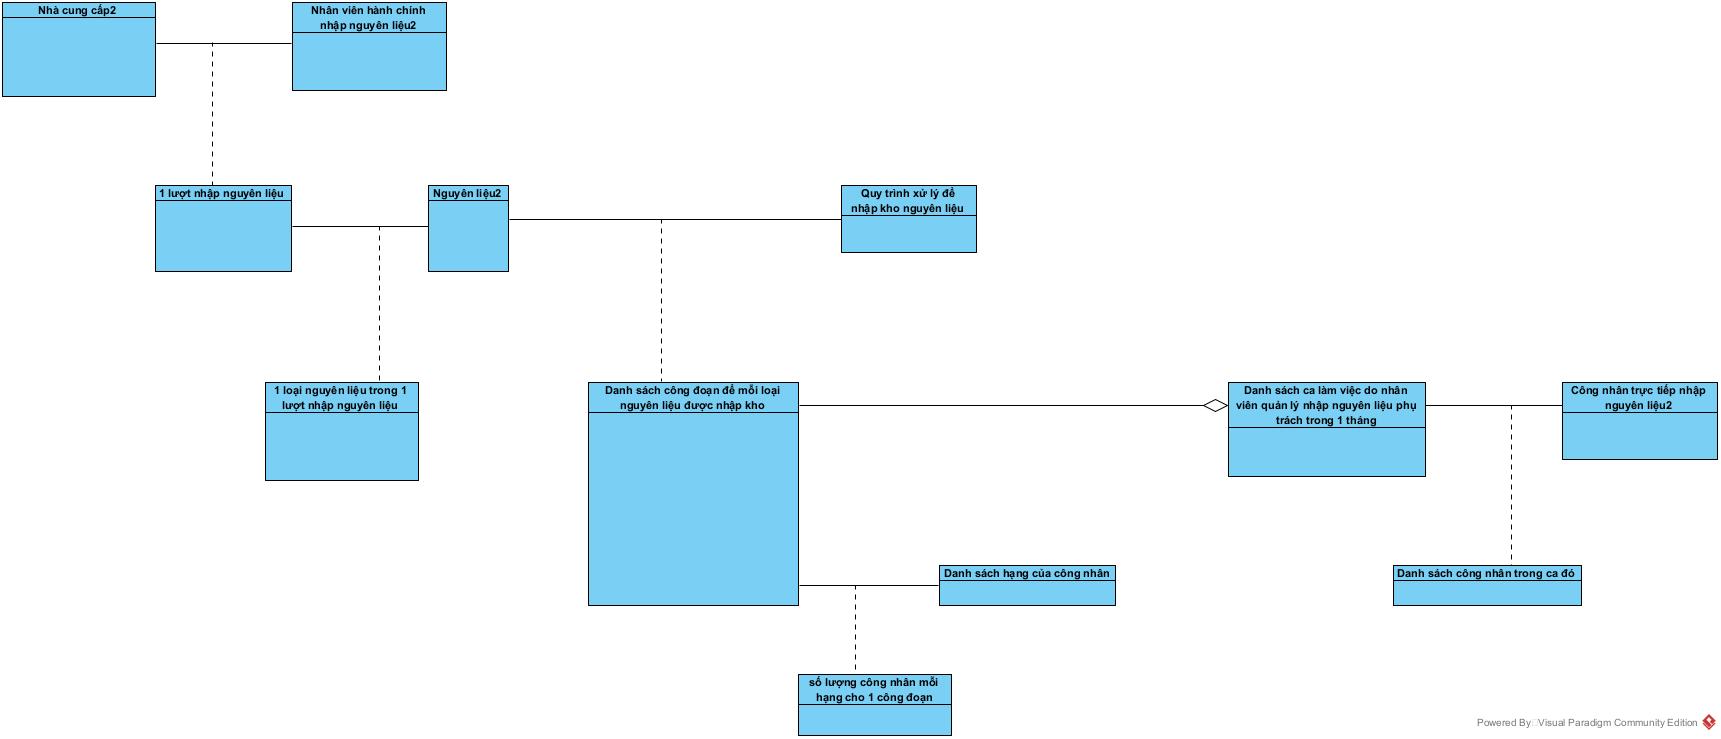 Nhà cung cấp2
Nhân viên hành chính
nhập nguyên liệu2
1 lượt nhập nguyên liệu
Nguyên liệu2
Quy trình xử lý để
nhập kho nguyên liệu
1 loại nguyên liệu trong 1
lượt nhập nguyên liệu
Danh sách công đoạn để mỗi loại
nguyên liệu được nhập kho
Danh sách ca làm việc do nhân
viên quản lý nhập nguyên liệu phụ
trách trong 1 tháng
Công nhân trực tiếp nhập
nguyên liệu2
Danh sách hạng của công nhân
Danh sách công nhân trong ca đó
số lượng công nhân mỗi
hạng cho 1 công đoạn
Powered By Visual Paradigm Community Edition